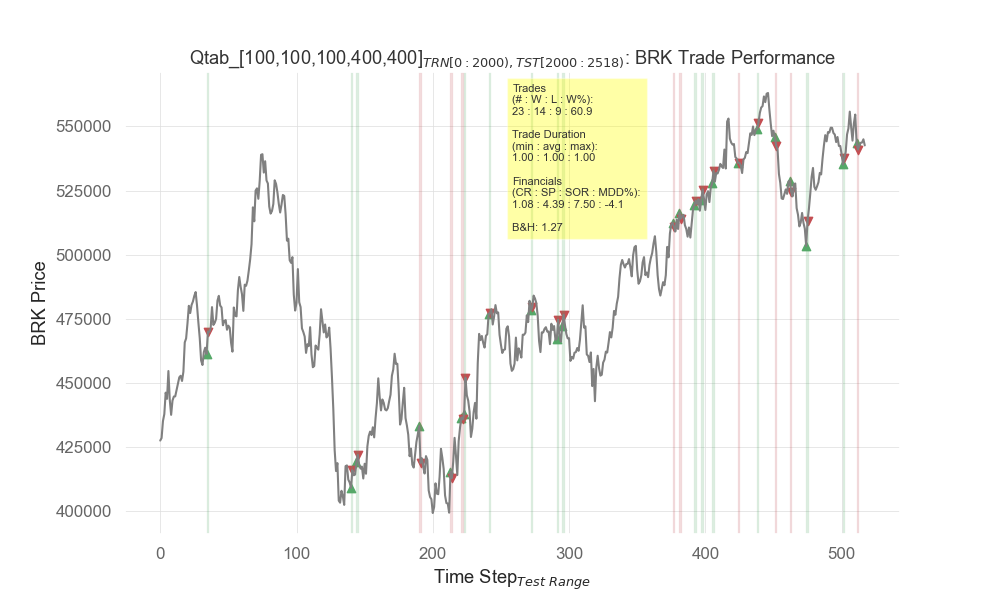 Qtab_[100,100,100,400,400]TRN[0 : 2000), TST[2000 : 2518): BRK Trade Performance
Trades
(# : W : L : W%):
23 : 14 : 9 : 60.9
Trade Duration
(min : avg : max):
1.00 : 1.00 : 1.00
Financials
(CR : SP : SOR : MDD%):
1.08 : 4.39 : 7.50 : -4.1
B&H: 1.27
BRK Price
550000
525000
500000
475000
450000
425000
400000
0
100
200
300
400
500
Time StepTest Range